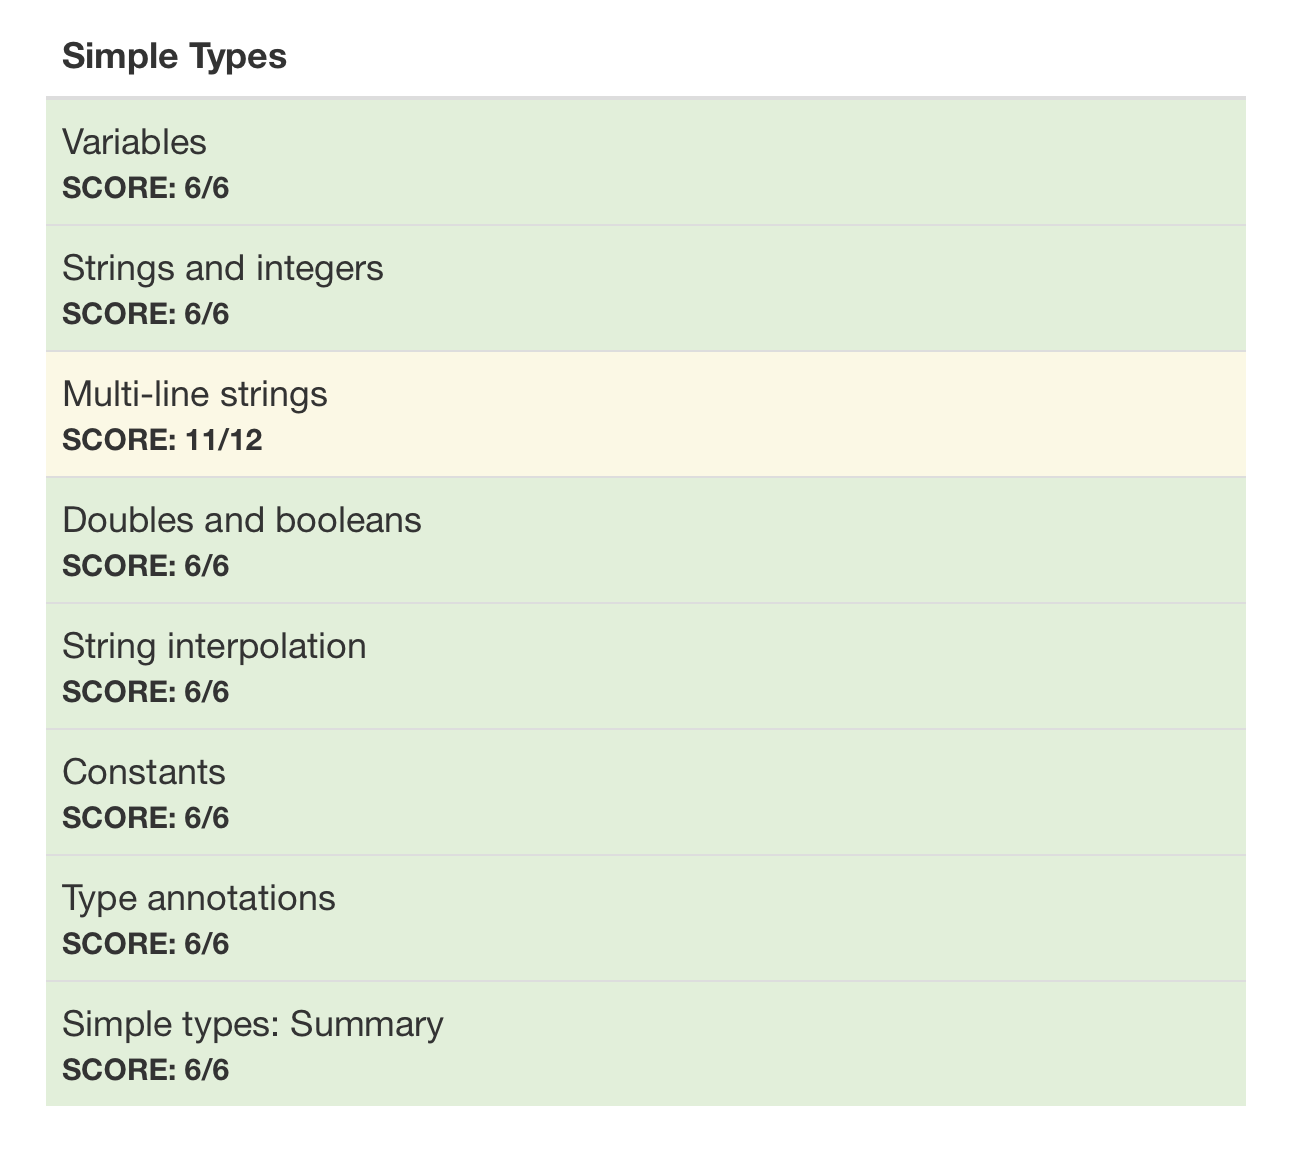 Simple Types
Variables
SCORE: 6/6
Strings and integers
SCORE: 6/6
Multi-line strings
SCORE: 11/12
Doubles and booleans
SCORE: 6/6
String interpolation
SCORE: 6/6
Constants
SCORE: 6/6
Type annotations
SCORE: 6/6
Simple types: Summary
SCORE: 6/6